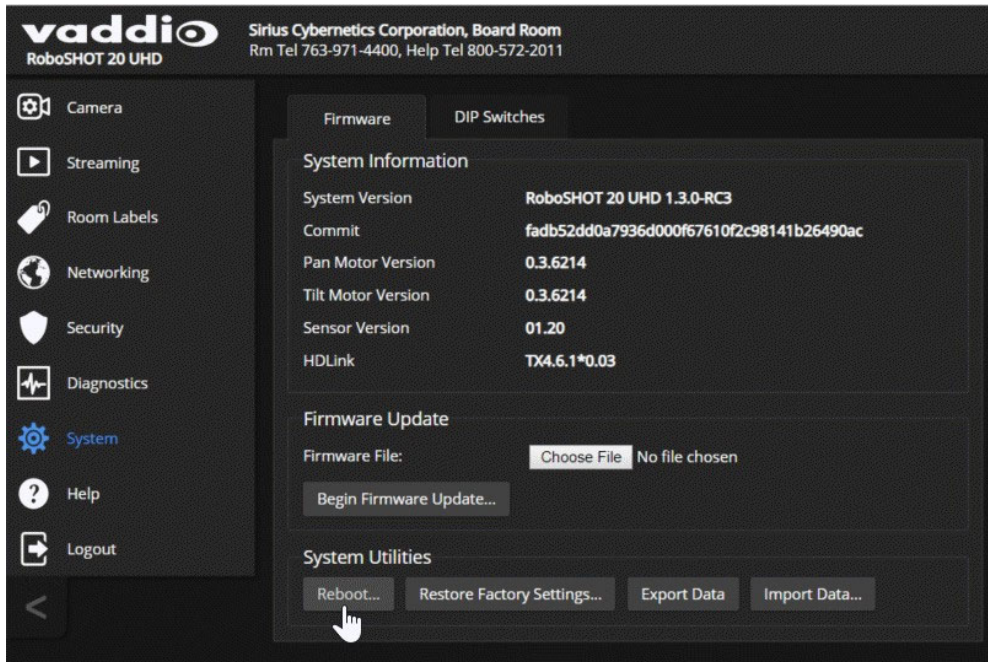 vaddio
RoboSHOT 20 UHD
Sirius Cybernetics Corporation, Board Room
Rm Tel 763-971-4400, Help Tel 800-572-2011
Camera
Streaming
Room Labels
Networking
Security
Diagnostics
System
Help
Logout
<
Firmware
DIP Switches
System Information
System Version RoboSHOT 20 UHD 1.3.0-RC3
Commit fadb52dd0a7936d000f67610f2c98141b26490ac
Pan Motor Version 0.3.6214
Tilt Motor Version 0.3.6214
Sensor Version 01.20
HDLink TX4.6.1*0.03
Firmware Update
Firmware File: Choose File No file chosen
Begin Firmware Update...
System Utilities
Reboot... Restore Factory Settings... Export Data Import Data...